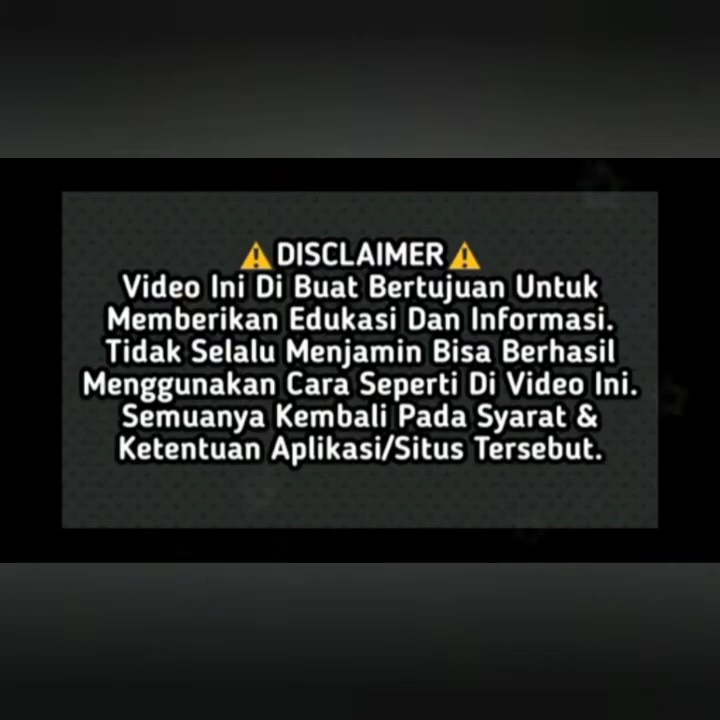 ⚠DISCLAIMER⚠
Video Ini Di Buat Bertujuan Untuk
Memberikan Edukasi Dan Informasi.
Tidak Selalu Menjamin Bisa Berhasil
Menggunakan Cara Seperti Di Video Ini.
Semuanya Kembali Pada Syarat &
Ketentuan Aplikasi/Situs Tersebut.